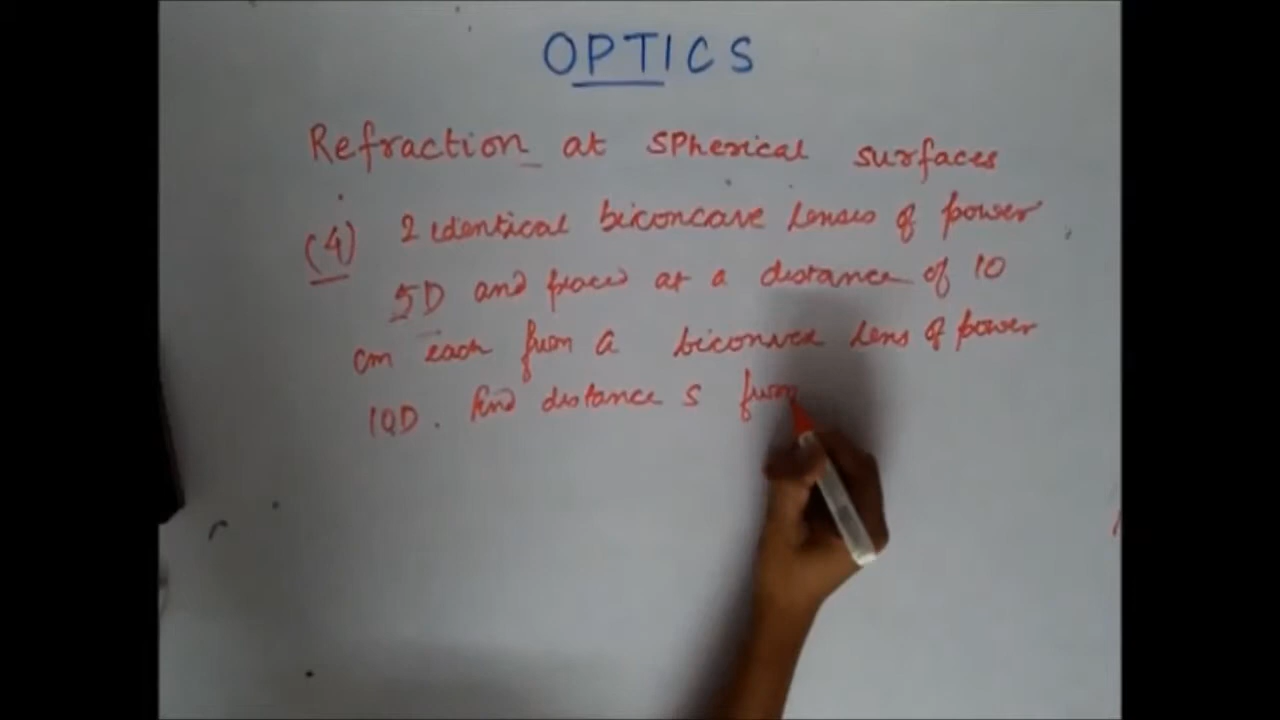 OPTICS
Refraction at spherical surfaces
(4) 2 identical biconcave lenses of power
5D and placed at a distance of 10
cm each from a biconvex lens of power
10D. find distance s from